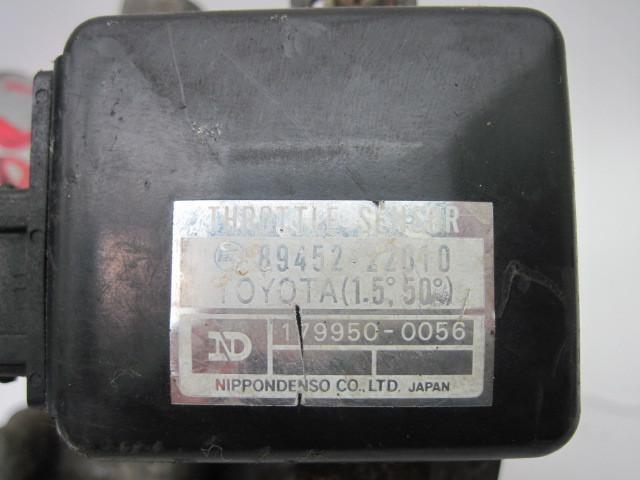 THROTTLE SENSOR
89452-22010
TOYOTA (1.5°, 50°)
ND 179950-0056
NIPPONDENSO CO., LTD. JAPAN